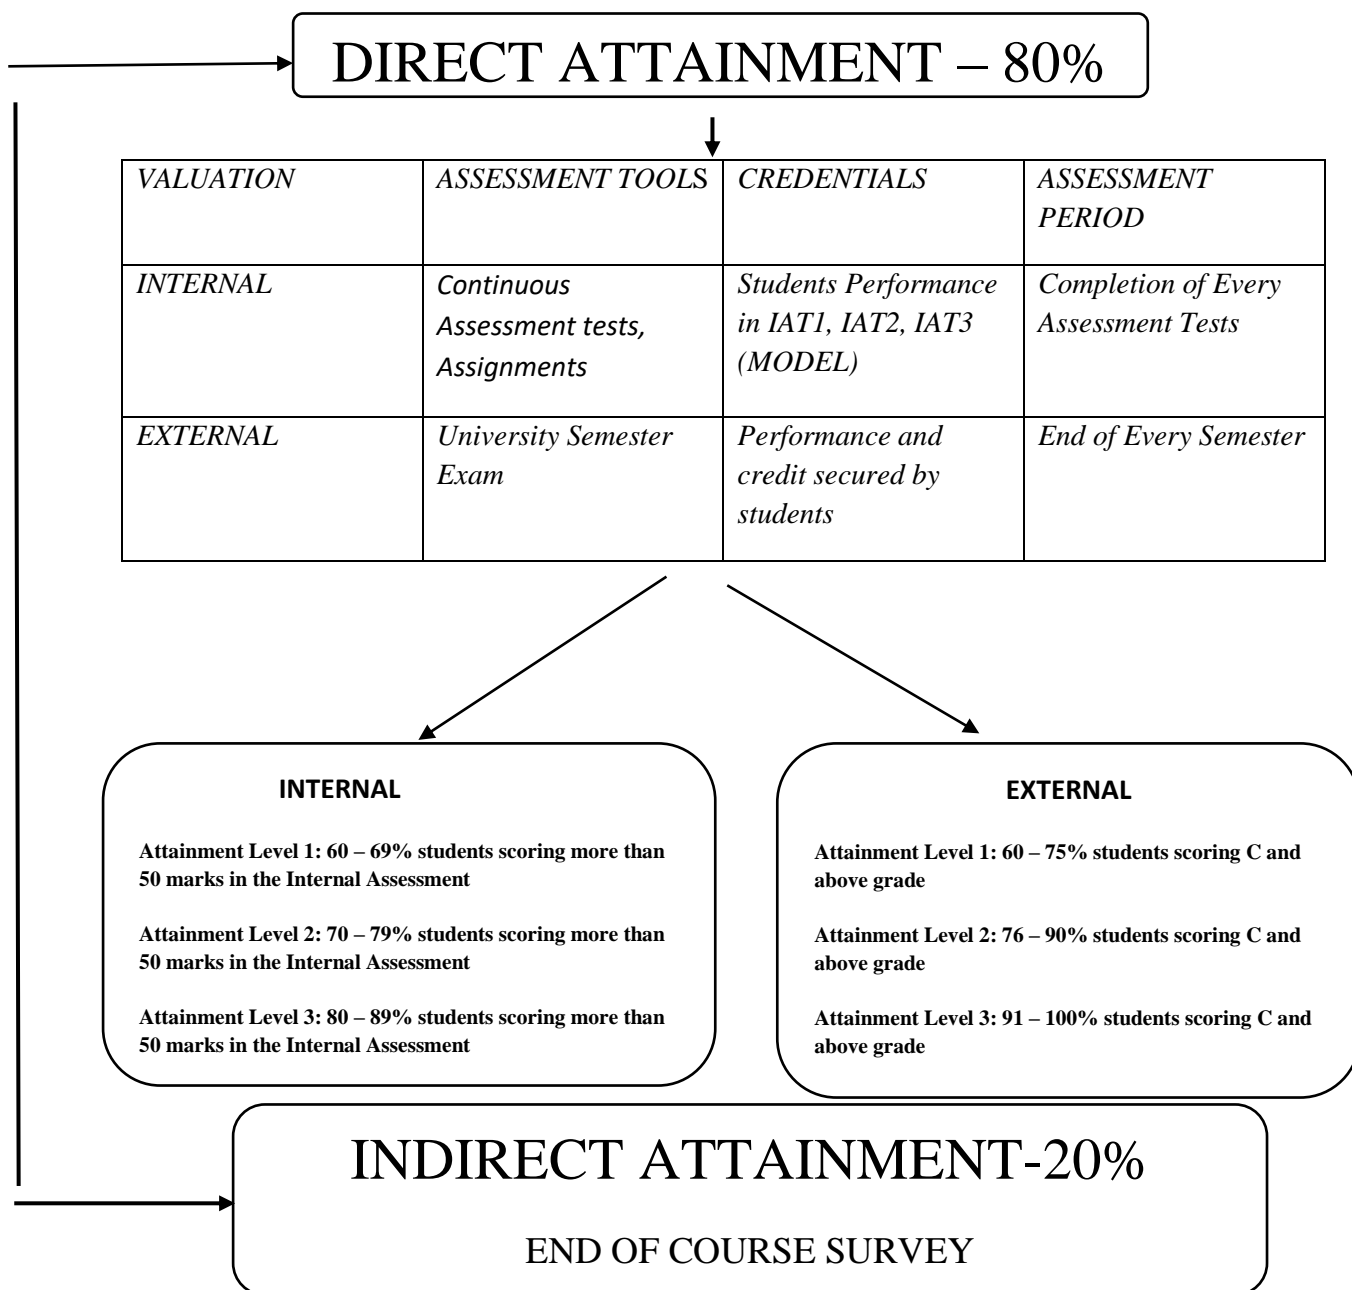 DIRECT ATTAINMENT – 80%
VALUATION
ASSESSMENT TOOLS
CREDENTIALS
ASSESSMENT
PERIOD
INTERNAL
Continuous
Assessment tests,
Assignments
Students Performance
in IAT1, IAT2, IAT3
(MODEL)
Completion of Every
Assessment Tests
EXTERNAL
University Semester
Exam
Performance and
credit secured by
students
End of Every Semester
INTERNAL
Attainment Level 1: 60 – 69% students scoring more than
50 marks in the Internal Assessment
Attainment Level 2: 70 – 79% students scoring more than
50 marks in the Internal Assessment
Attainment Level 3: 80 – 89% students scoring more than
50 marks in the Internal Assessment
EXTERNAL
Attainment Level 1: 60 – 75% students scoring C and
above grade
Attainment Level 2: 76 – 90% students scoring C and
above grade
Attainment Level 3: 91 – 100% students scoring C and
above grade
INDIRECT ATTAINMENT-20%
END OF COURSE SURVEY